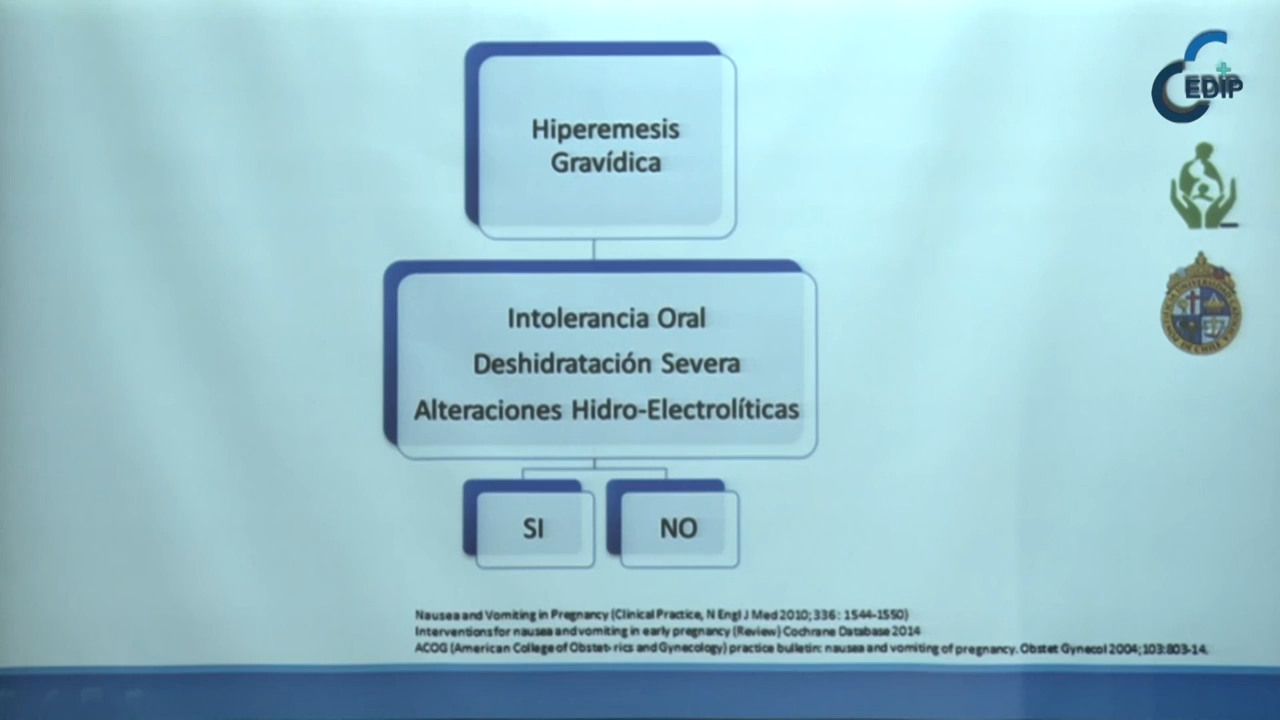 CEDIP
Hiperemesis
Gravídica
Intolerancia Oral
Deshidratación Severa
Alteraciones Hidro-Electrolíticas
SI
NO
Nausea and Vomiting in Pregnancy (Clinical Practice, N Engl J Med 2010; 336 : 1544-1550)
Interventions for nausea and vomiting in early pregnancy (Review) Cochrane Database 2014
ACOG (American College of Obstet- rics and Gynecology) practice bulletin: nausea and vomiting of pregnancy. Obstet Gynecol 2004;103:803-14.